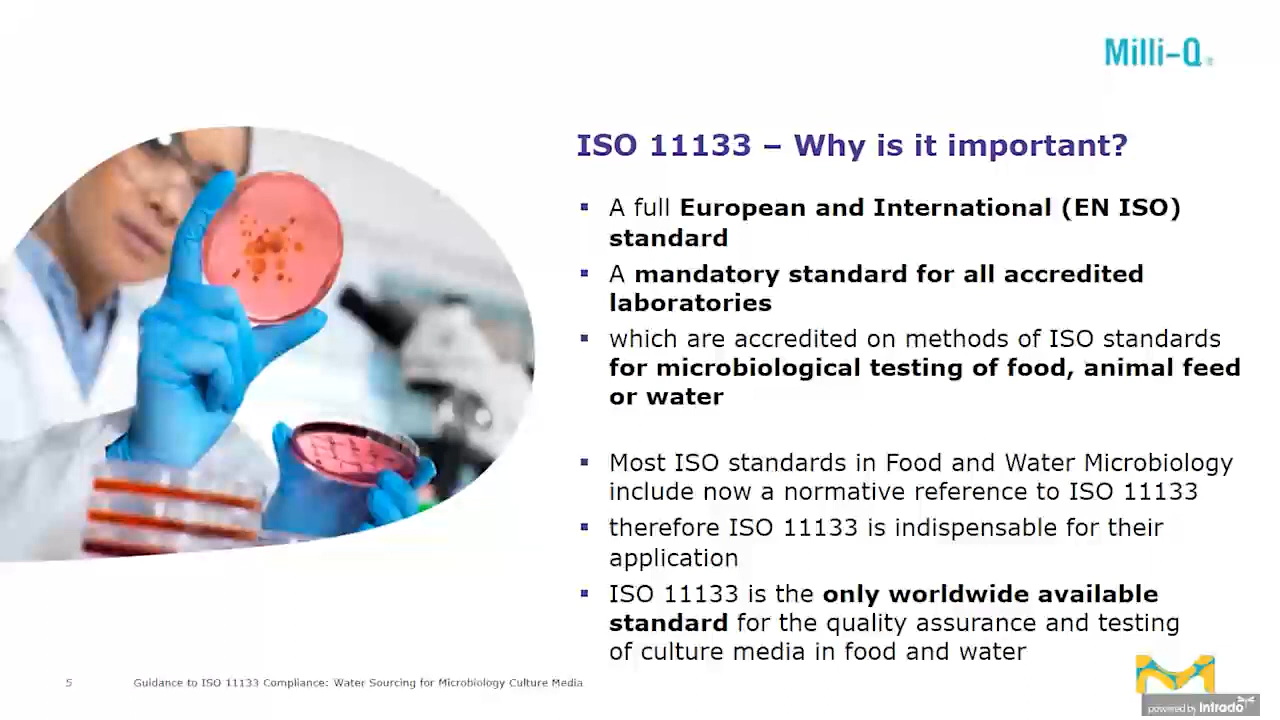 Milli-Q®
ISO 11133 – Why is it important?
▪ A full European and International (EN ISO)
standard
▪ A mandatory standard for all accredited
laboratories
▪ which are accredited on methods of ISO standards
for microbiological testing of food, animal feed
or water
▪ Most ISO standards in Food and Water Microbiology
include now a normative reference to ISO 11133
▪ therefore ISO 11133 is indispensable for their
application
▪ ISO 11133 is the only worldwide available
standard for the quality assurance and testing
of culture media in food and water
5 Guidance to ISO 11133 Compliance: Water Sourcing for Microbiology Culture Media
M
powered by intrado